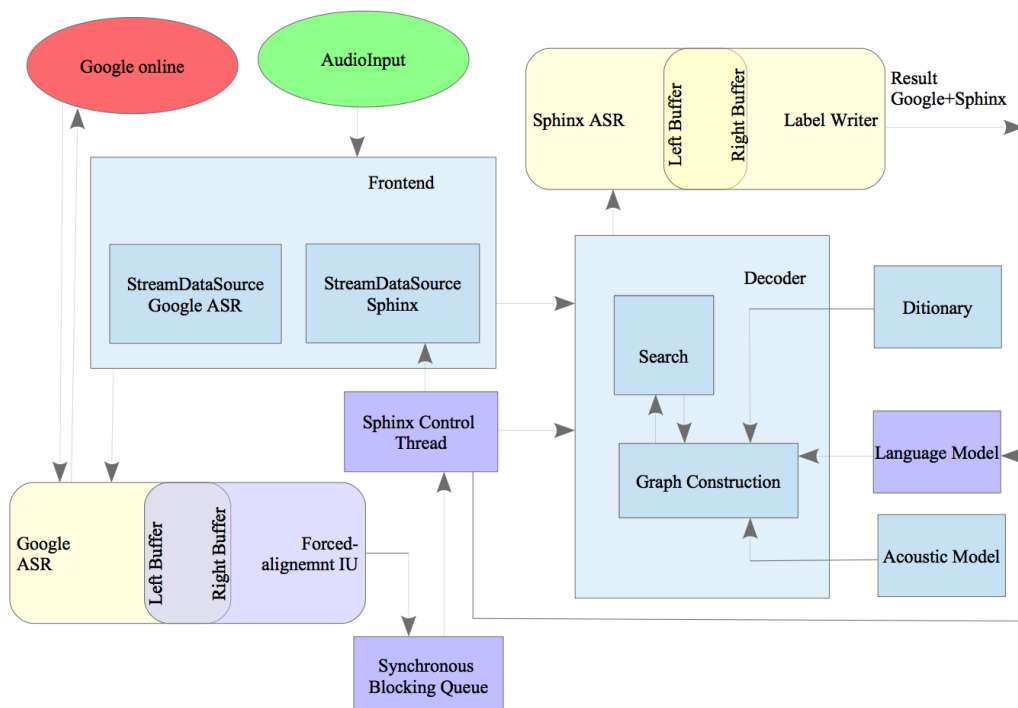 Google online
AudioInput
Frontend
StreamDataSource
Google ASR
StreamDataSource
Sphinx
Sphinx ASR
Left Buffer
Right Buffer
Label Writer
Result
Google+Sphinx
Decoder
Search
Graph Construction
Ditionary
Language Model
Acoustic Model
Sphinx Control
Thread
Google
ASR
Left Buffer
Right Buffer
Forced-
alignemnt IU
Synchronous
Blocking Queue